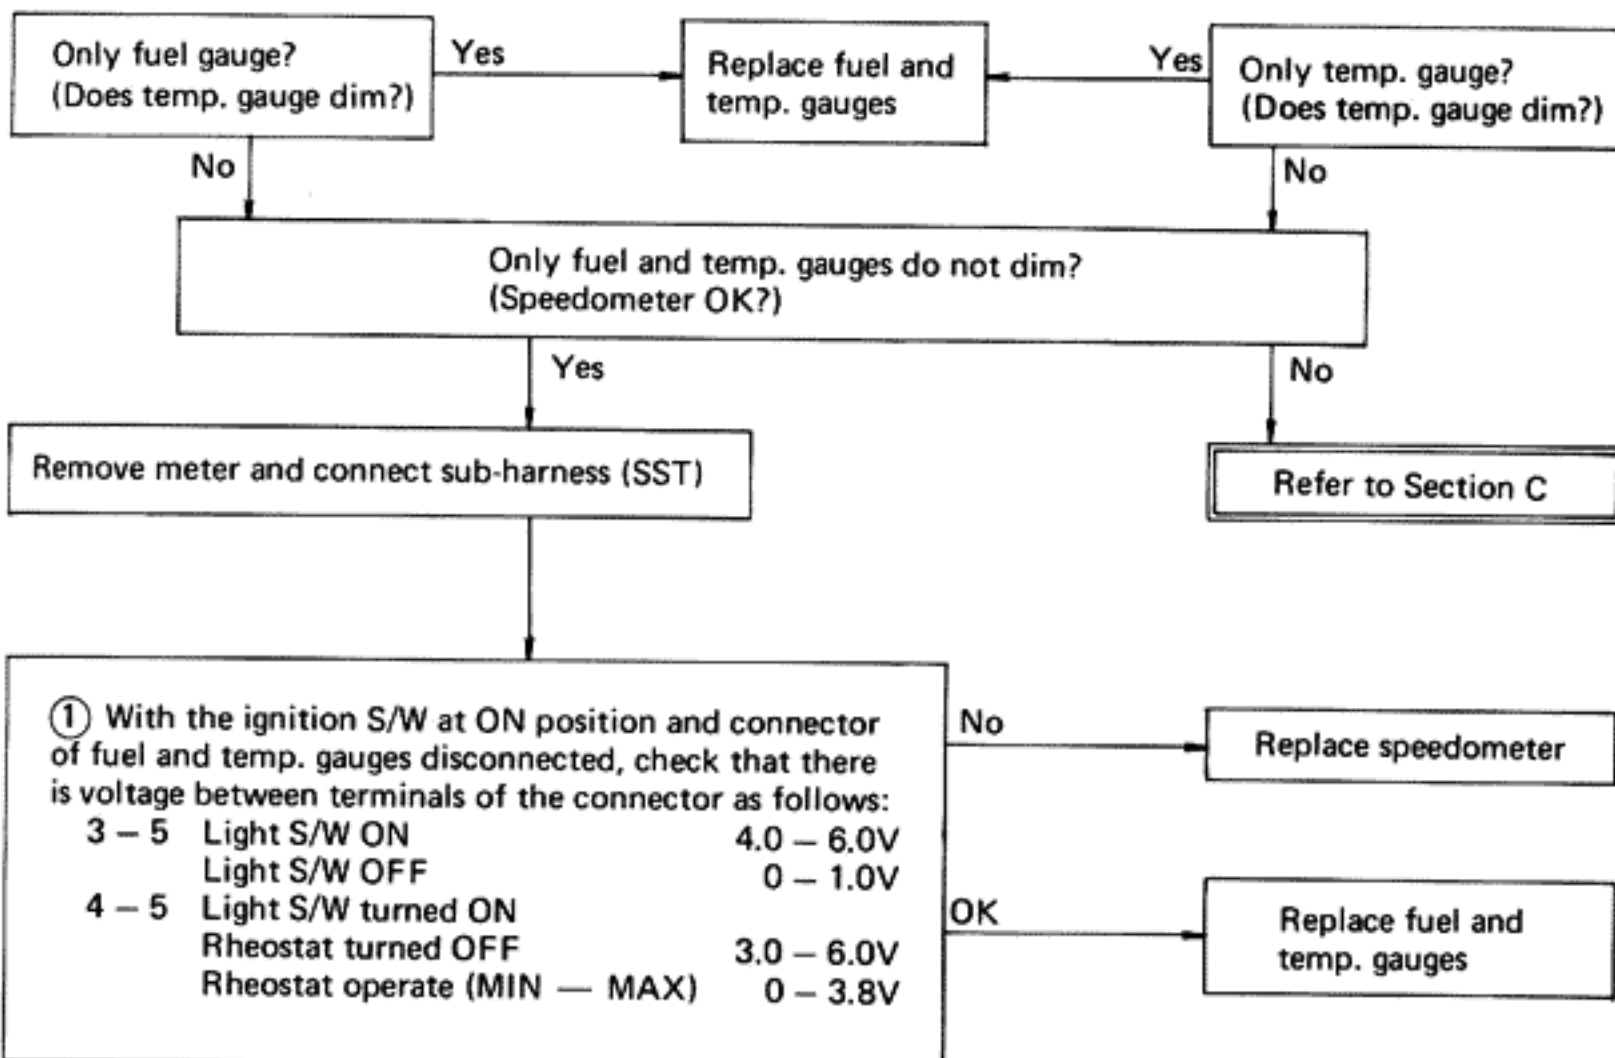 Only fuel gauge?
(Does temp. gauge dim?)
Yes
Replace fuel and
temp. gauges
Yes
Only temp. gauge?
(Does temp. gauge dim?)
No
No
Only fuel and temp. gauges do not dim?
(Speedometer OK?)
Yes
No
Remove meter and connect sub-harness (SST)
Refer to Section C
① With the ignition S/W at ON position and connector
of fuel and temp. gauges disconnected, check that there
is voltage between terminals of the connector as follows:
3 – 5 Light S/W ON 4.0 – 6.0V
Light S/W OFF 0 – 1.0V
4 – 5 Light S/W turned ON
Rheostat turned OFF 3.0 – 6.0V
Rheostat operate (MIN — MAX) 0 – 3.8V
No
Replace speedometer
OK
Replace fuel and
temp. gauges